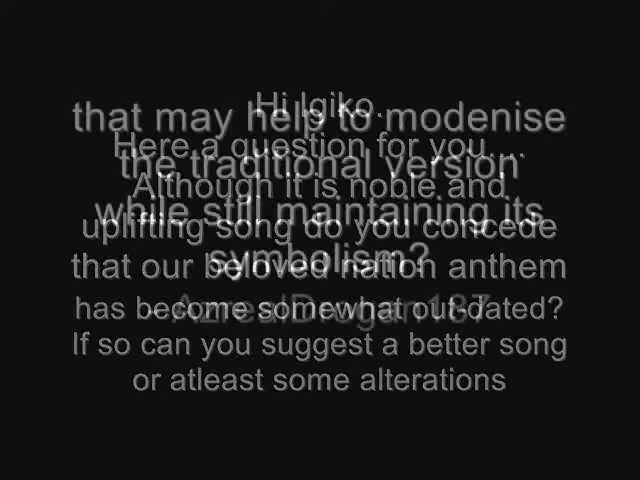 Hi Igiko.
Here a question for you....
Although it is noble and
uplifting song do you concede
that our beloved nation anthem
has become somewhat out-dated?
If so can you suggest a better song
or atleast some alterations
that may help to modenise
the traditional version
while still maintaining its
symbolism?
- AzrealDrogan187